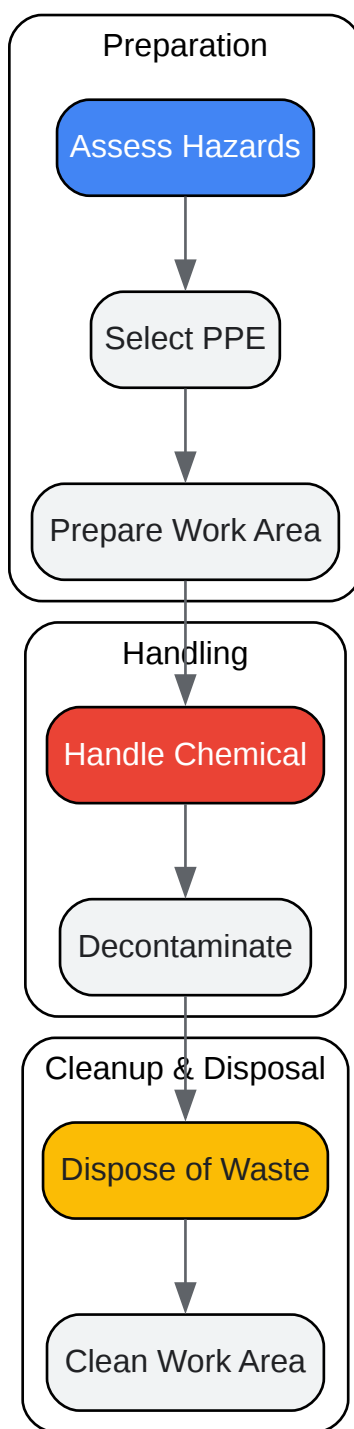 Preparation
Assess Hazards
Select PPE
Prepare Work Area
Handling
Handle Chemical
Decontaminate
Cleanup & Disposal
Dispose of Waste
Clean Work Area